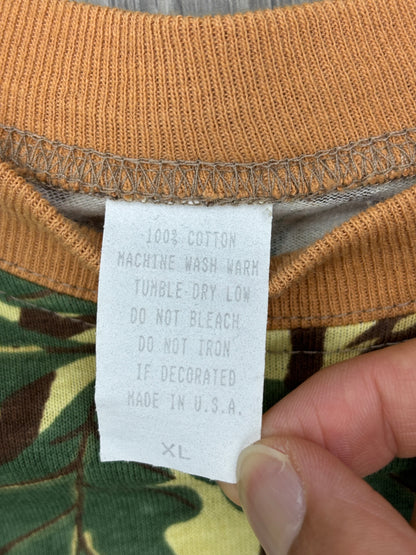 100% COTTON
MACHINE WASH WARM
TUMBLE-DRY LOW
DO NOT BLEACH
DO NOT IRON
IF DECORATED
MADE IN U.S.A.
XL